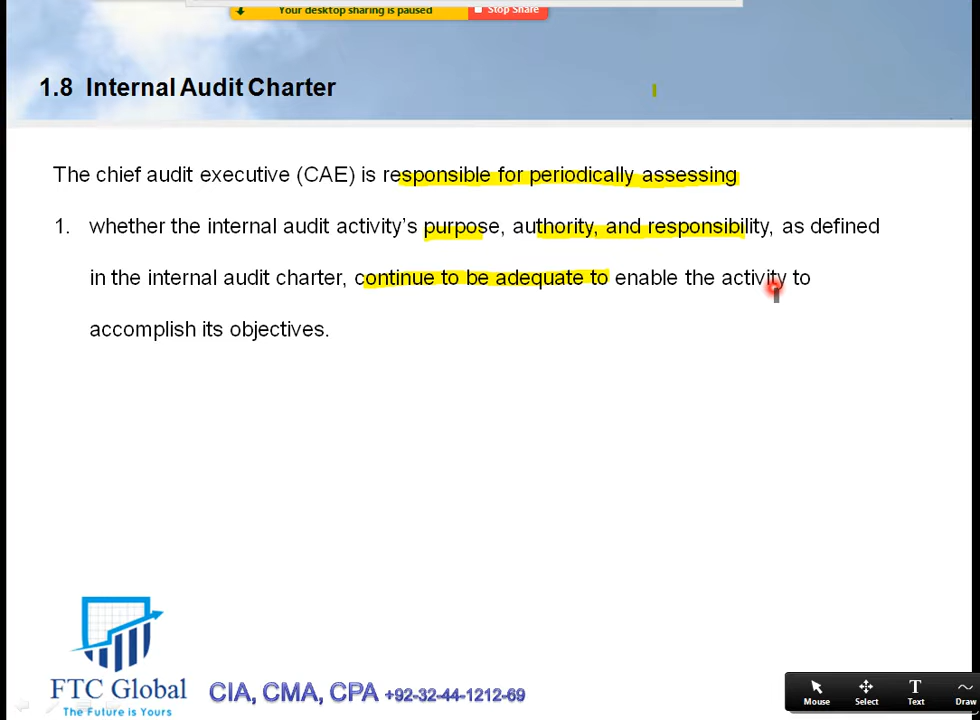 Your desktop sharing is paused Stop Share
1.8 Internal Audit Charter
The chief audit executive (CAE) is responsible for periodically assessing
1. whether the internal audit activity's purpose, authority, and responsibility, as defined
in the internal audit charter, continue to be adequate to enable the activity to
accomplish its objectives.
FTC Global
The Future is Yours
CIA, CMA, CPA +92-32-44-1212-69
Mouse Select Text Draw